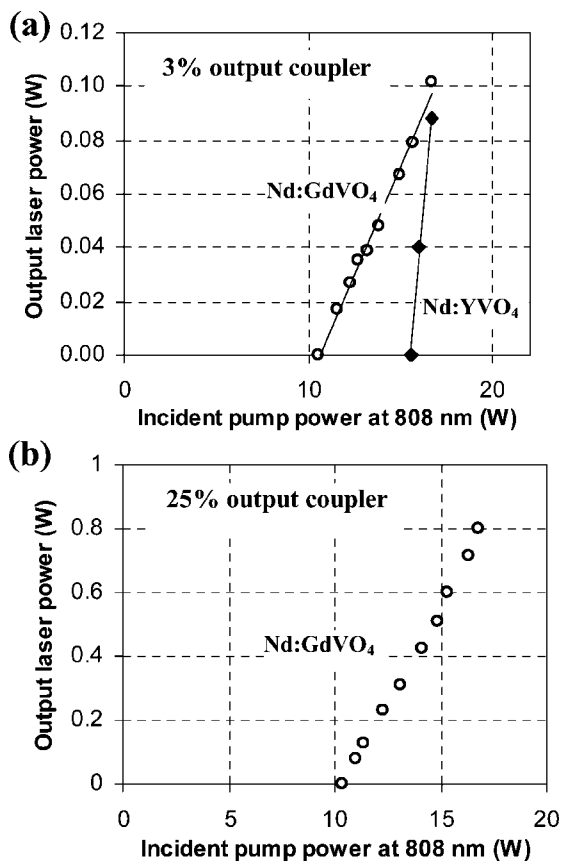 (a)
3% output coupler
Output laser power (W)
0.12
0.10
0.08
0.06
0.04
0.02
0.00
Nd:GdVO₄
Nd:YVO₄
0
10
20
Incident pump power at 808 nm (W)
(b)
25% output coupler
Output laser power (W)
1
0.8
0.6
0.4
0.2
0
Nd:GdVO₄
0
5
10
15
20
Incident pump power at 808 nm (W)